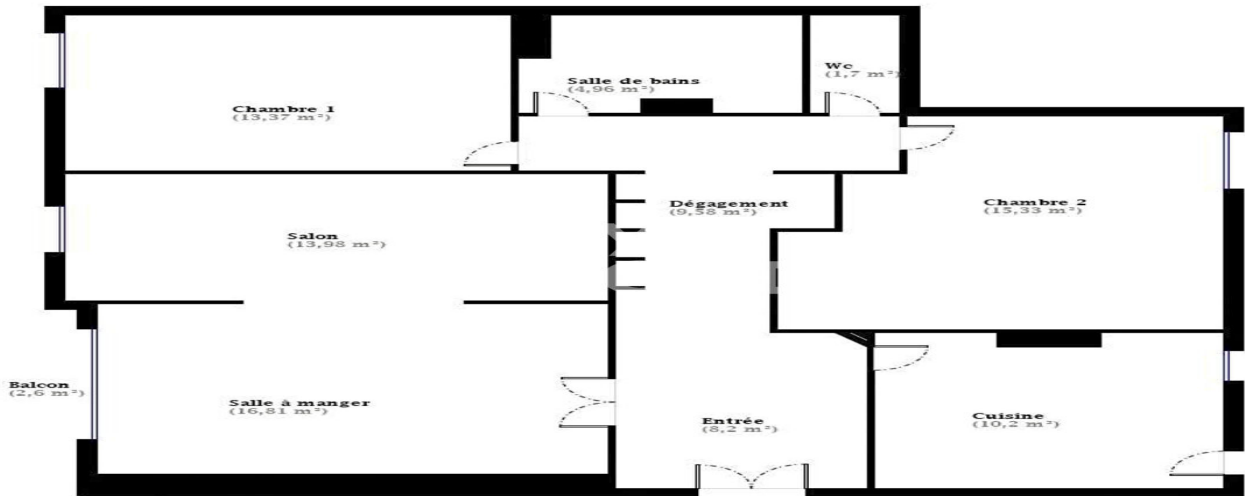 Salle de bains
(4,96 m²)
Wc
(1,7 m²)
Chambre 1
(13,37 m²)
Dégagement
(9,58 m²)
Chambre 2
(15,33 m²)
Salon
(13,98 m²)
Balcon
(2,6 m²)
Salle à manger
(16,81 m²)
Entrée
(8,2 m²)
Cuisine
(10,2 m²)